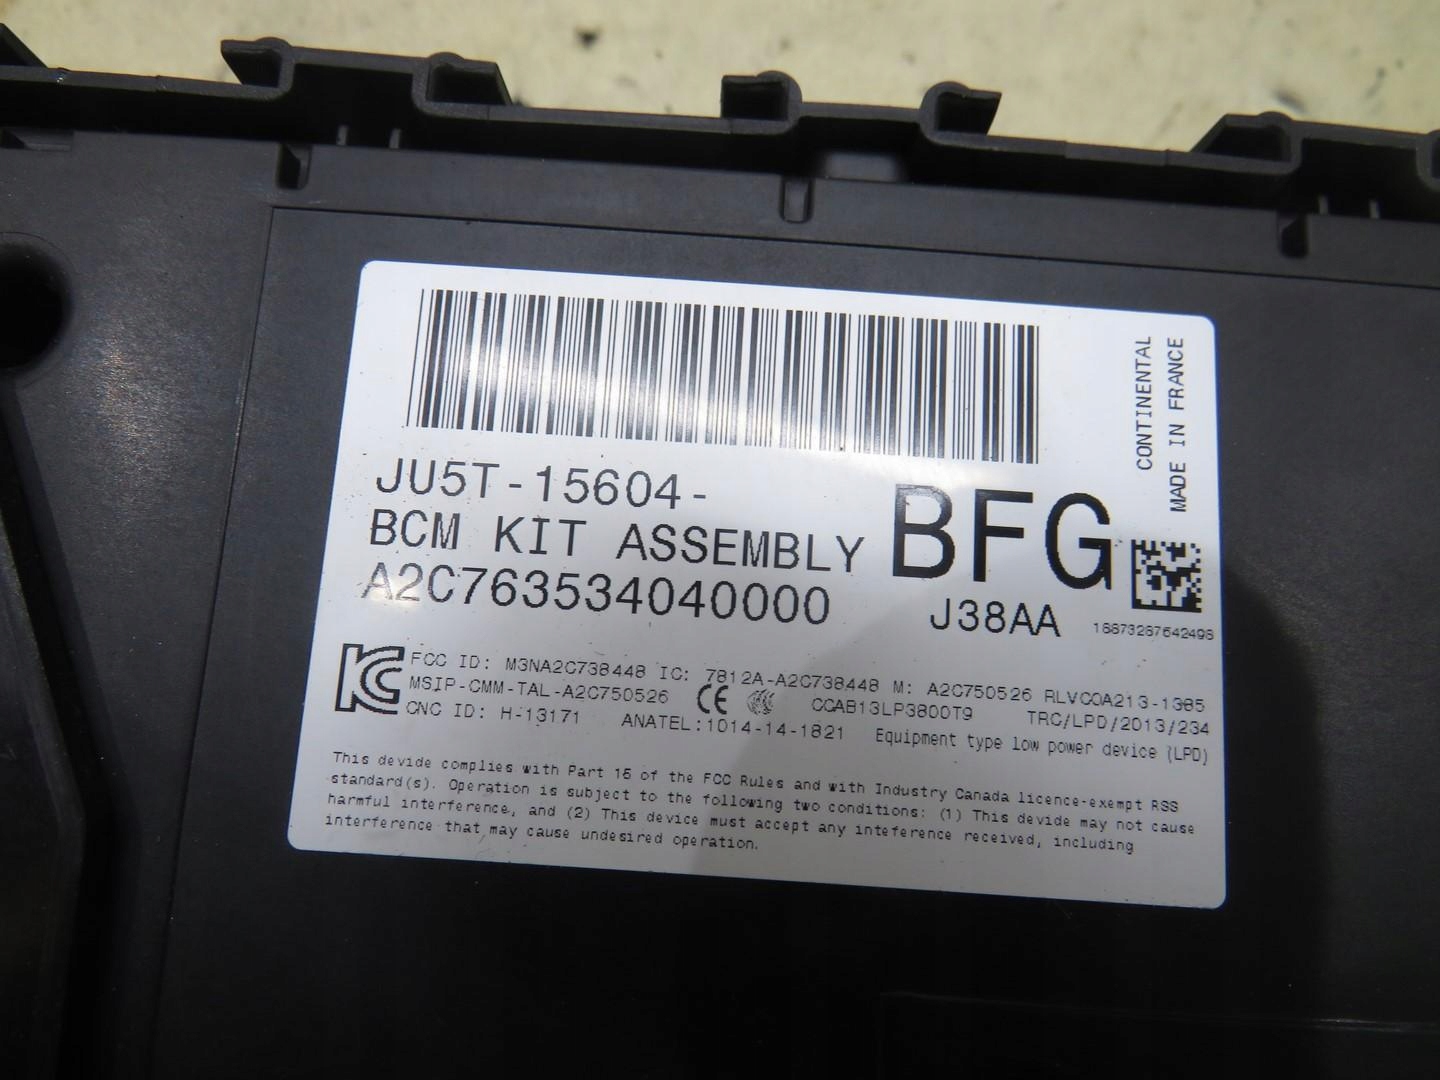 CONTINENTAL
MADE IN FRANCE
JU5T-15604-
BFG
BCM KIT ASSEMBLY
A2C763534040000
J38AA
18873287642498
FCC ID: M3NA2C738448 IC: 7812A-A2C738448 M: A2C750526 RLVCOA213-1385
MSIP-CMM-TAL-A2C750526 CE CCAB13LP3800T9 TRC/LPD/2013/234
CNC ID: H-13171 ANATEL:1014-14-1821 Equipment type low power device (LPD)
This devide complies with Part 15 of the FCC Rules and with Industry Canada licence-exempt RSS
standard(s). Operation is subject to the following two conditions: (1) This devide may not cause
harmful interference, and (2) This device must accept any inteference received, including
interference that may cause undesired operation.